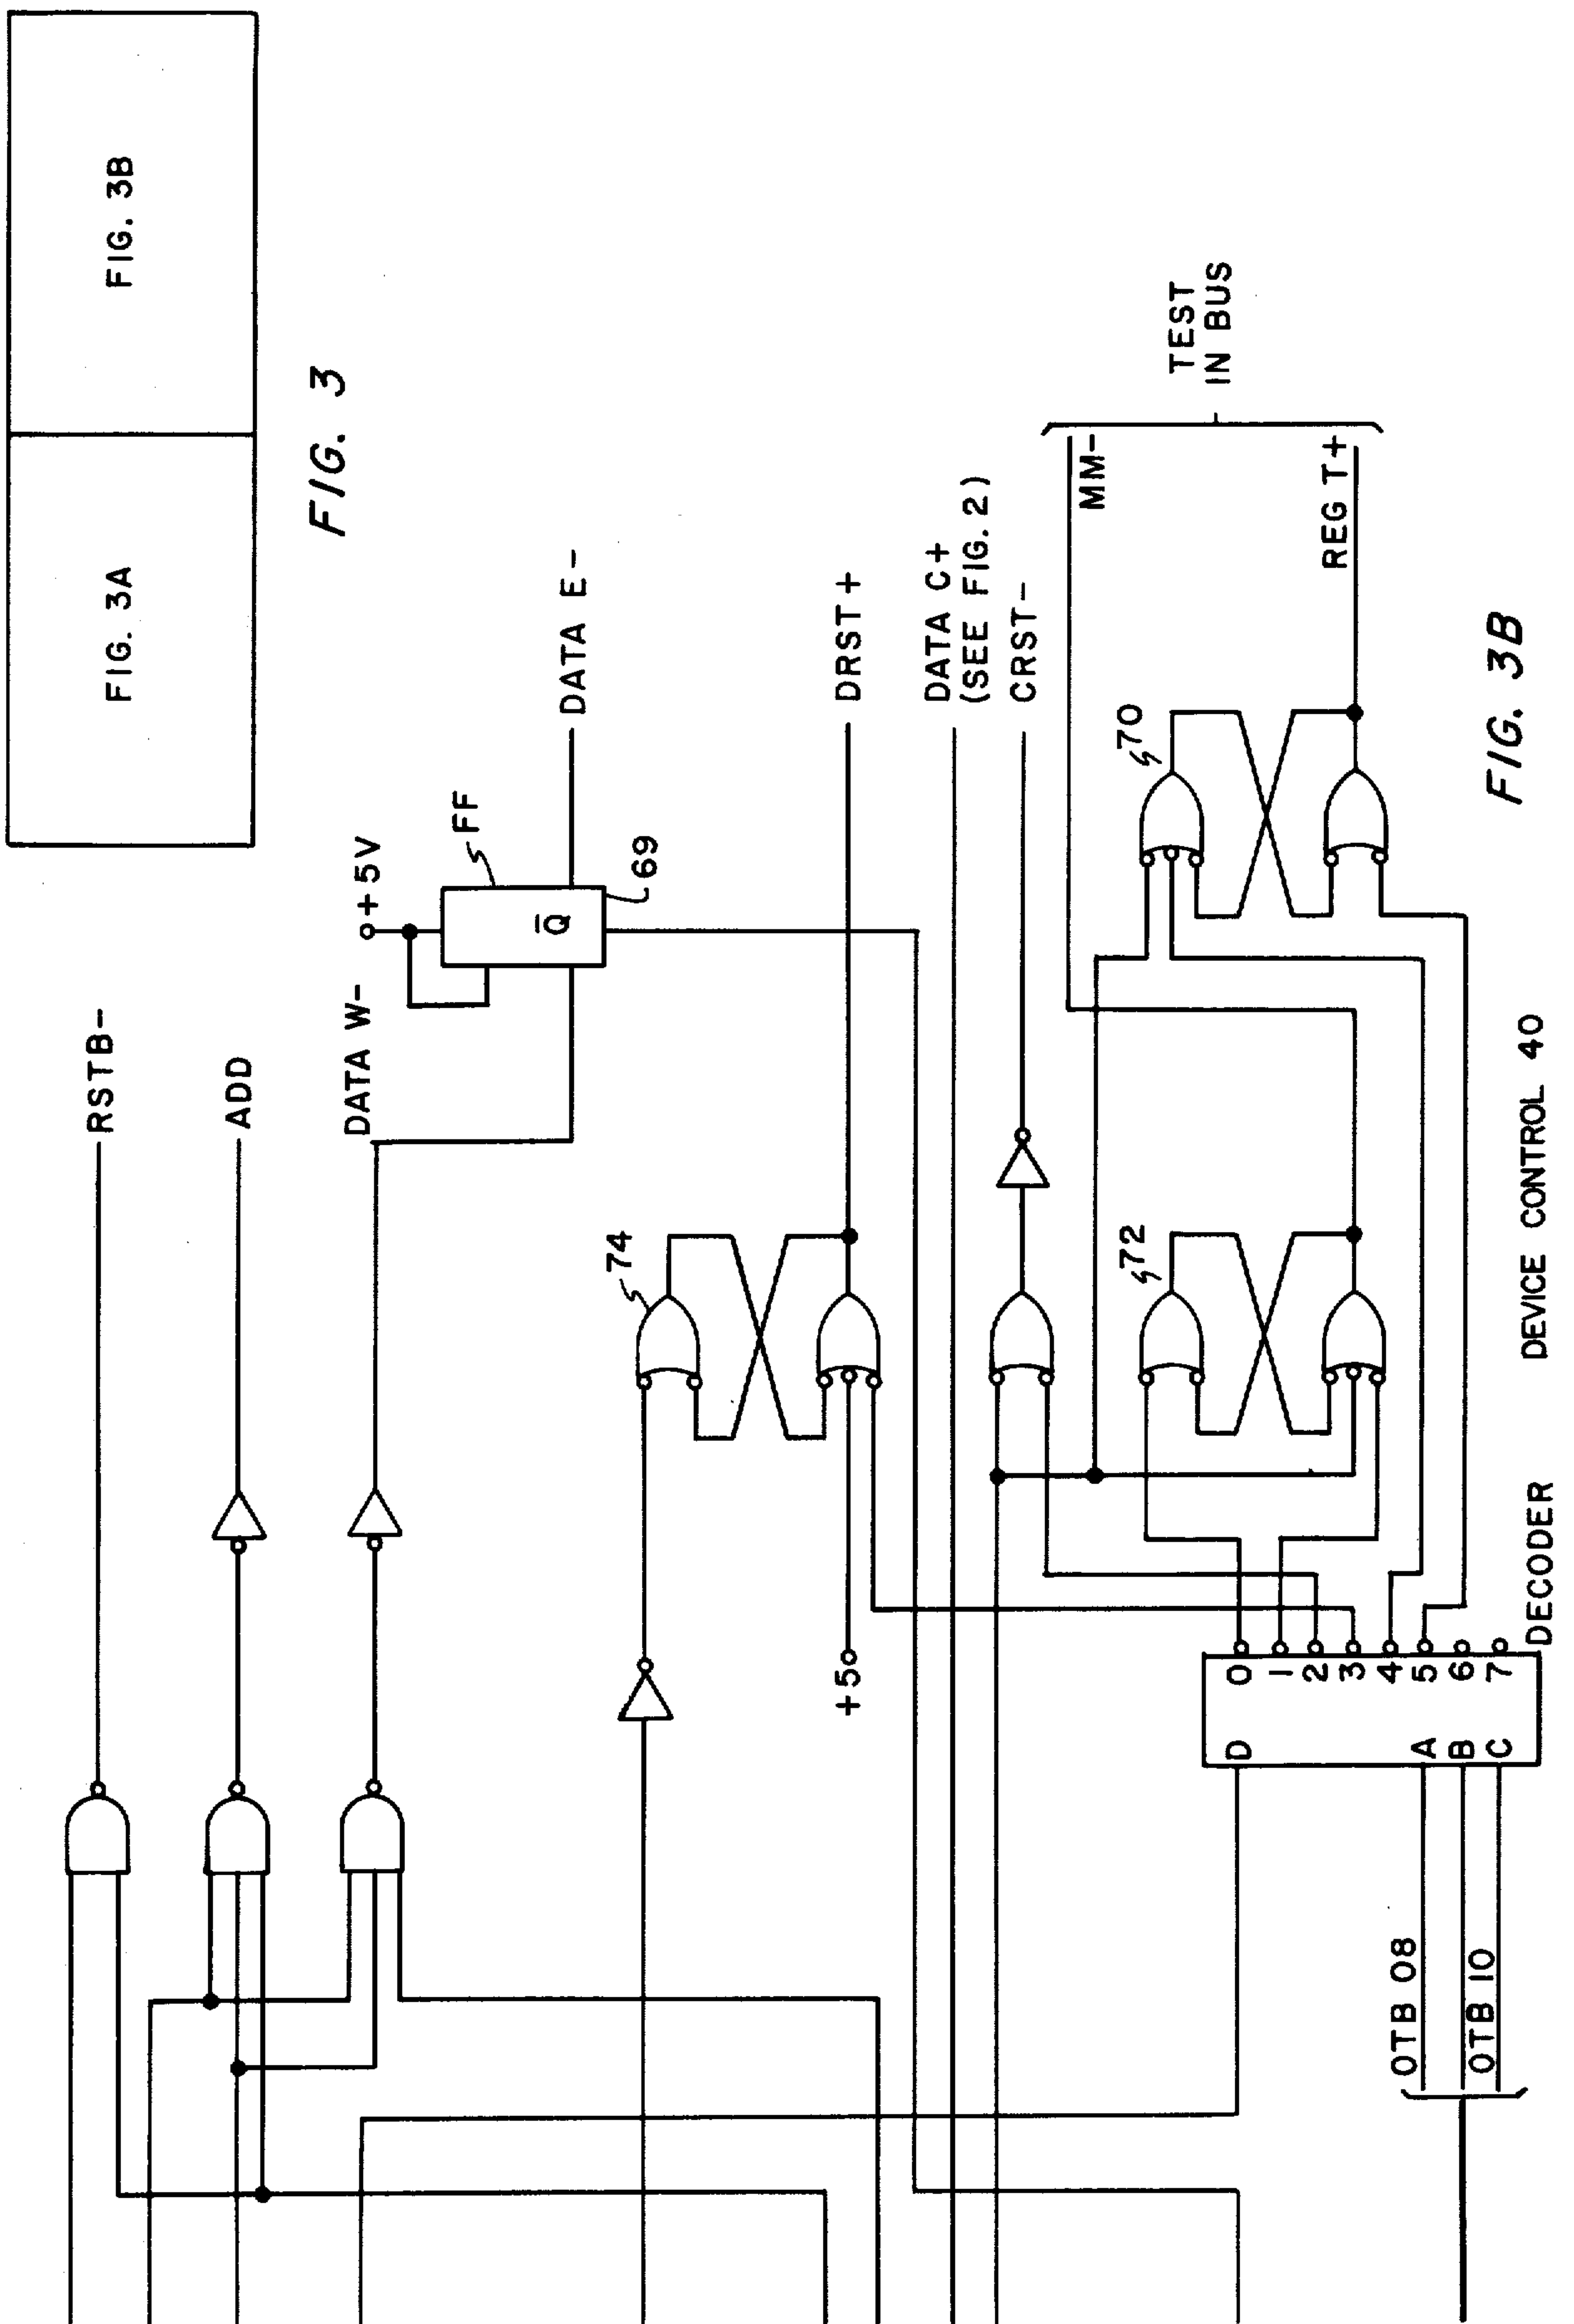 FIG. 3A
FIG. 3B
FIG. 3
RSTB-
ADD
DATA W-
+5V
FF
Q̅
69
DATA E-
74
+5
DRST+
DATA C+
(SEE FIG. 2)
CRST-
72
70
MM-
REG T+
TEST
IN BUS
D
A
B
C
0
1
2
3
4
5
6
7
OTB 08
OTB 10
DECODER
DEVICE CONTROL 40
FIG. 3B